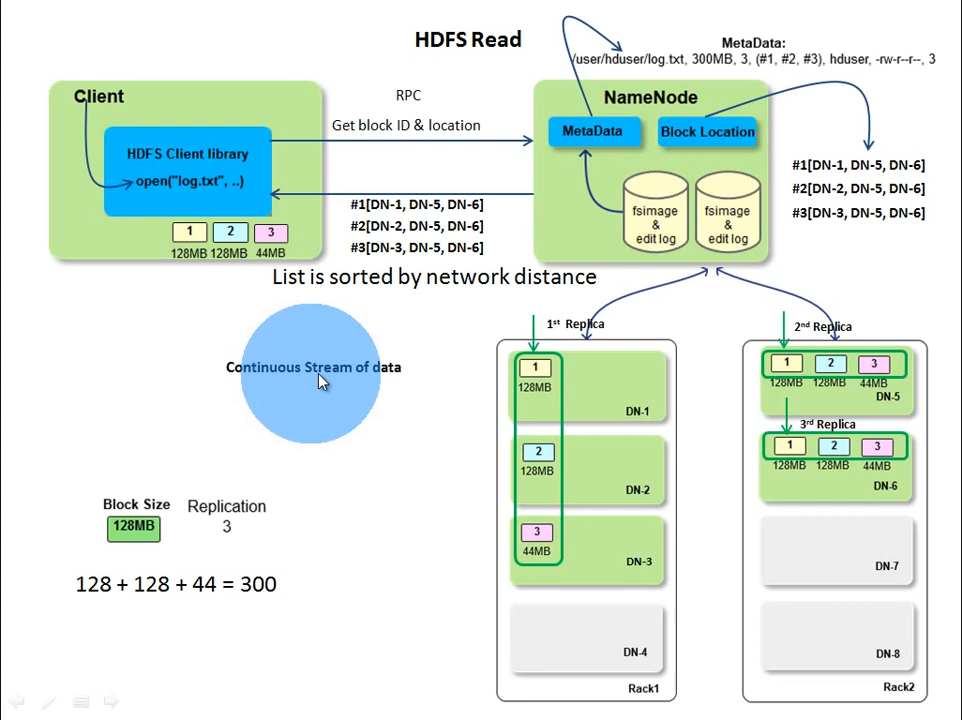 HDFS Read
MetaData:
/user/hduser/log.txt, 300MB, 3, (#1, #2, #3), hduser, -rw-r--r--, 3
Client
HDFS Client library
open("log.txt", ..)
1 2 3
128MB 128MB 44MB
RPC
Get block ID & location
#1[DN-1, DN-5, DN-6]
#2[DN-2, DN-5, DN-6]
#3[DN-3, DN-5, DN-6]
NameNode
MetaData
Block Location
fsimage
&
edit log
fsimage
&
edit log
#1[DN-1, DN-5, DN-6]
#2[DN-2, DN-5, DN-6]
#3[DN-3, DN-5, DN-6]
List is sorted by network distance
Continuous Stream of data
Block Size
128MB
Replication
3
128 + 128 + 44 = 300
1st Replica
1
128MB
DN-1
2
128MB
DN-2
3
44MB
DN-3
DN-4
Rack1
2nd Replica
1 2 3
128MB 128MB 44MB
DN-5
3rd Replica
1 2 3
128MB 128MB 44MB
DN-6
DN-7
DN-8
Rack2